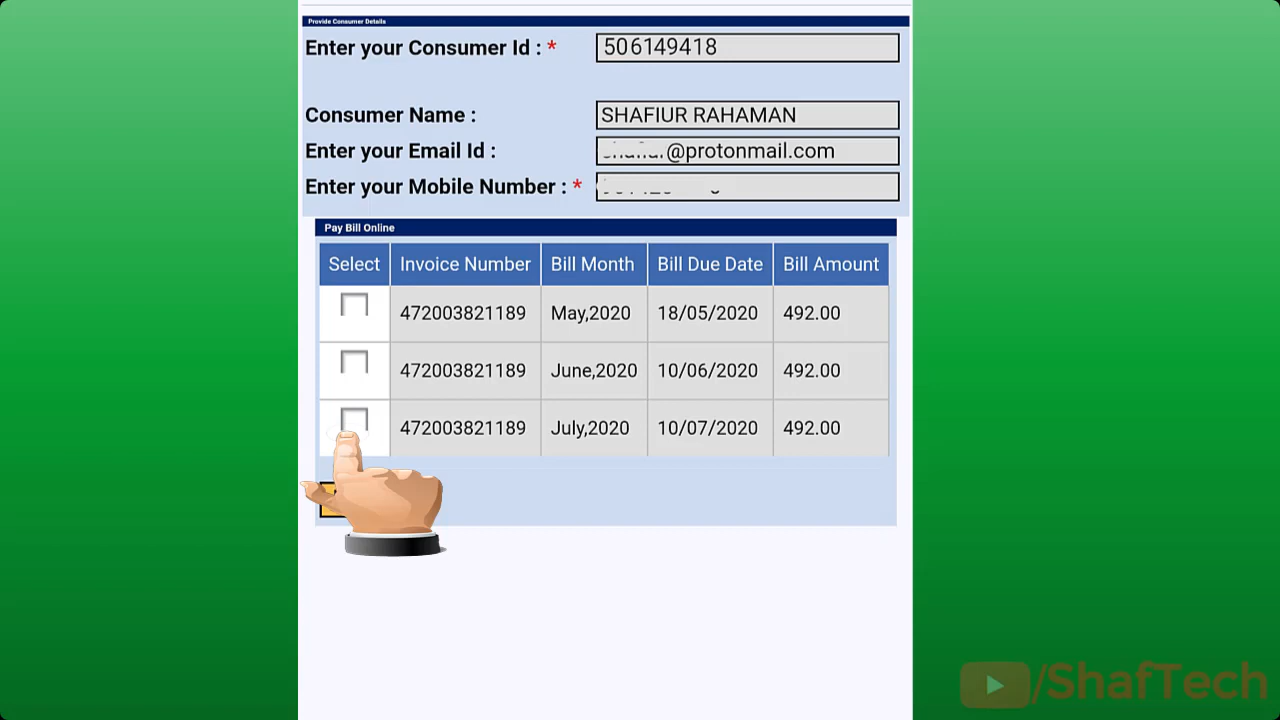 Provide Consumer Details
Enter your Consumer Id : * 506149418
Consumer Name : SHAFIUR RAHAMAN
Enter your Email Id : @protonmail.com
Enter your Mobile Number : *
Pay Bill Online
Select Invoice Number Bill Month Bill Due Date Bill Amount
472003821189 May,2020 18/05/2020 492.00
472003821189 June,2020 10/06/2020 492.00
472003821189 July,2020 10/07/2020 492.00
/ShafTech